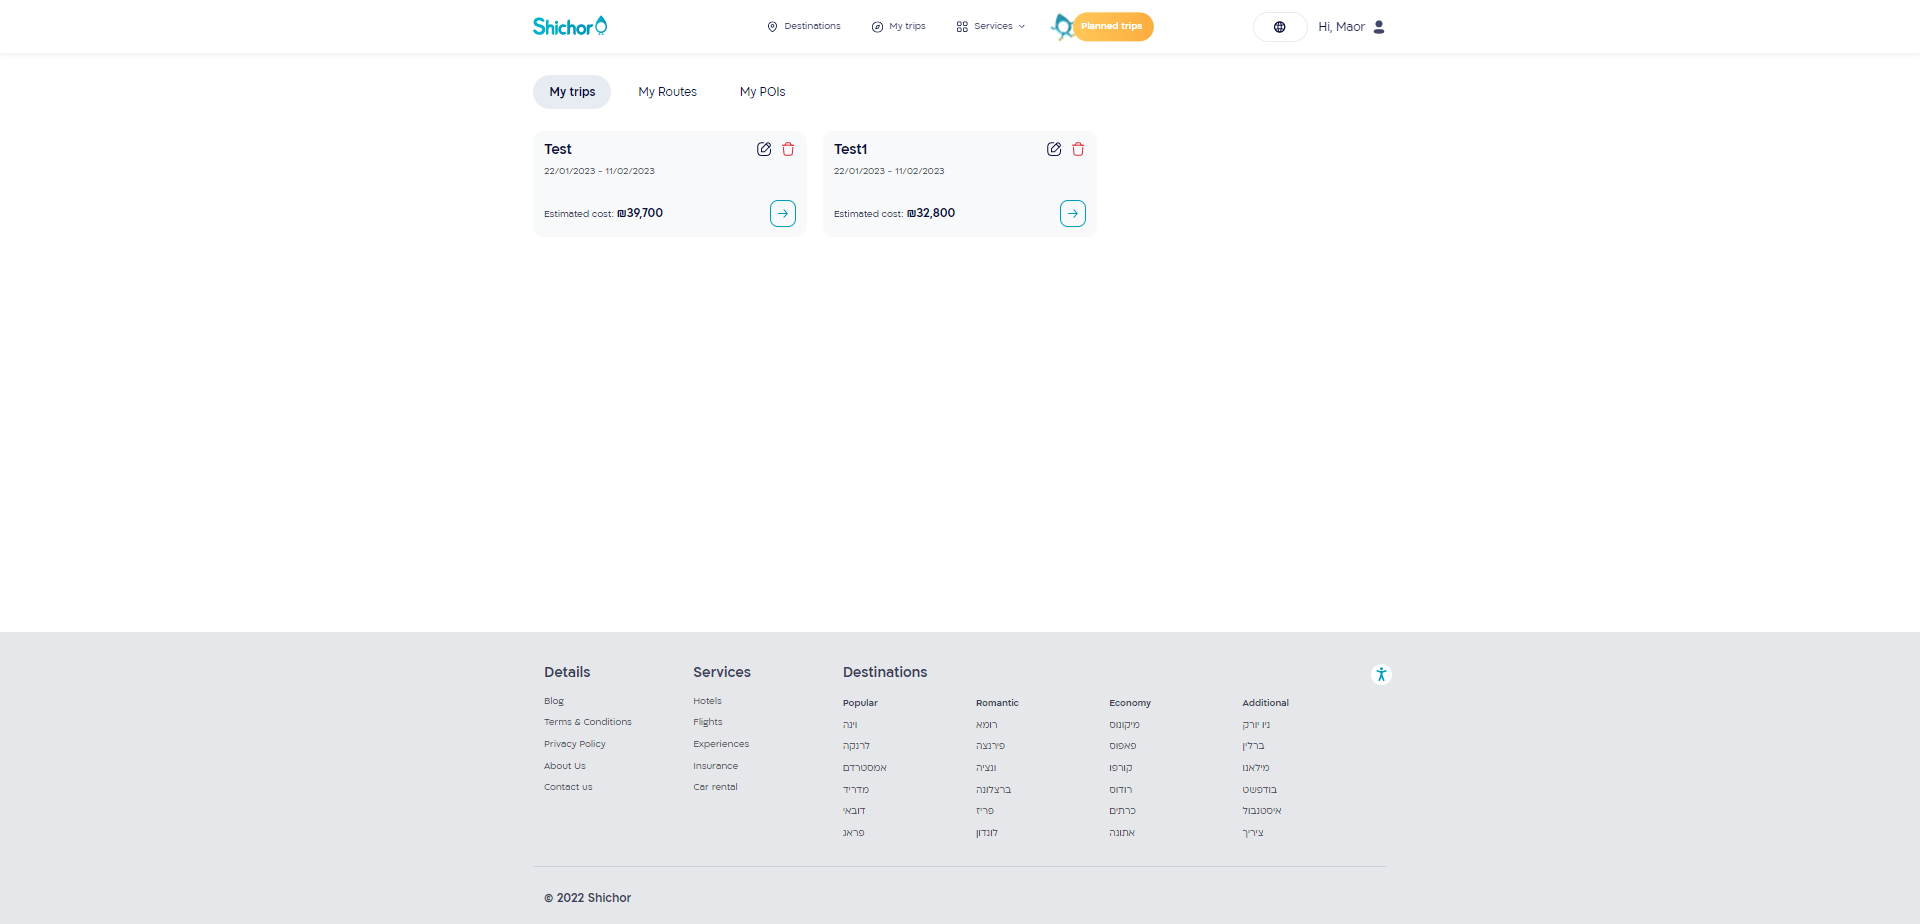 Shichor
Destinations
My trips
Services
Planned trips
Hi, Maor
My trips
My Routes
My POIs
Test
22/01/2023 - 11/02/2023
Estimated cost: ₪39,700
Test1
22/01/2023 - 11/02/2023
Estimated cost: ₪32,800
Details
Blog
Terms & Conditions
Privacy Policy
About Us
Contact us
Services
Hotels
Flights
Experiences
Insurance
Car rental
Destinations
Popular
וינה
לרנקה
אמסטרדם
מדריד
דובאי
פראג
Romantic
רומא
פירנצה
ונציה
ברצלונה
פריז
לונדון
Economy
מיקונוס
פאפוס
קורפו
רודוס
כרתים
אתונה
Additional
ניו יורק
ברלין
מילאנו
בודפשט
איסטנבול
ציריך
© 2022 Shichor